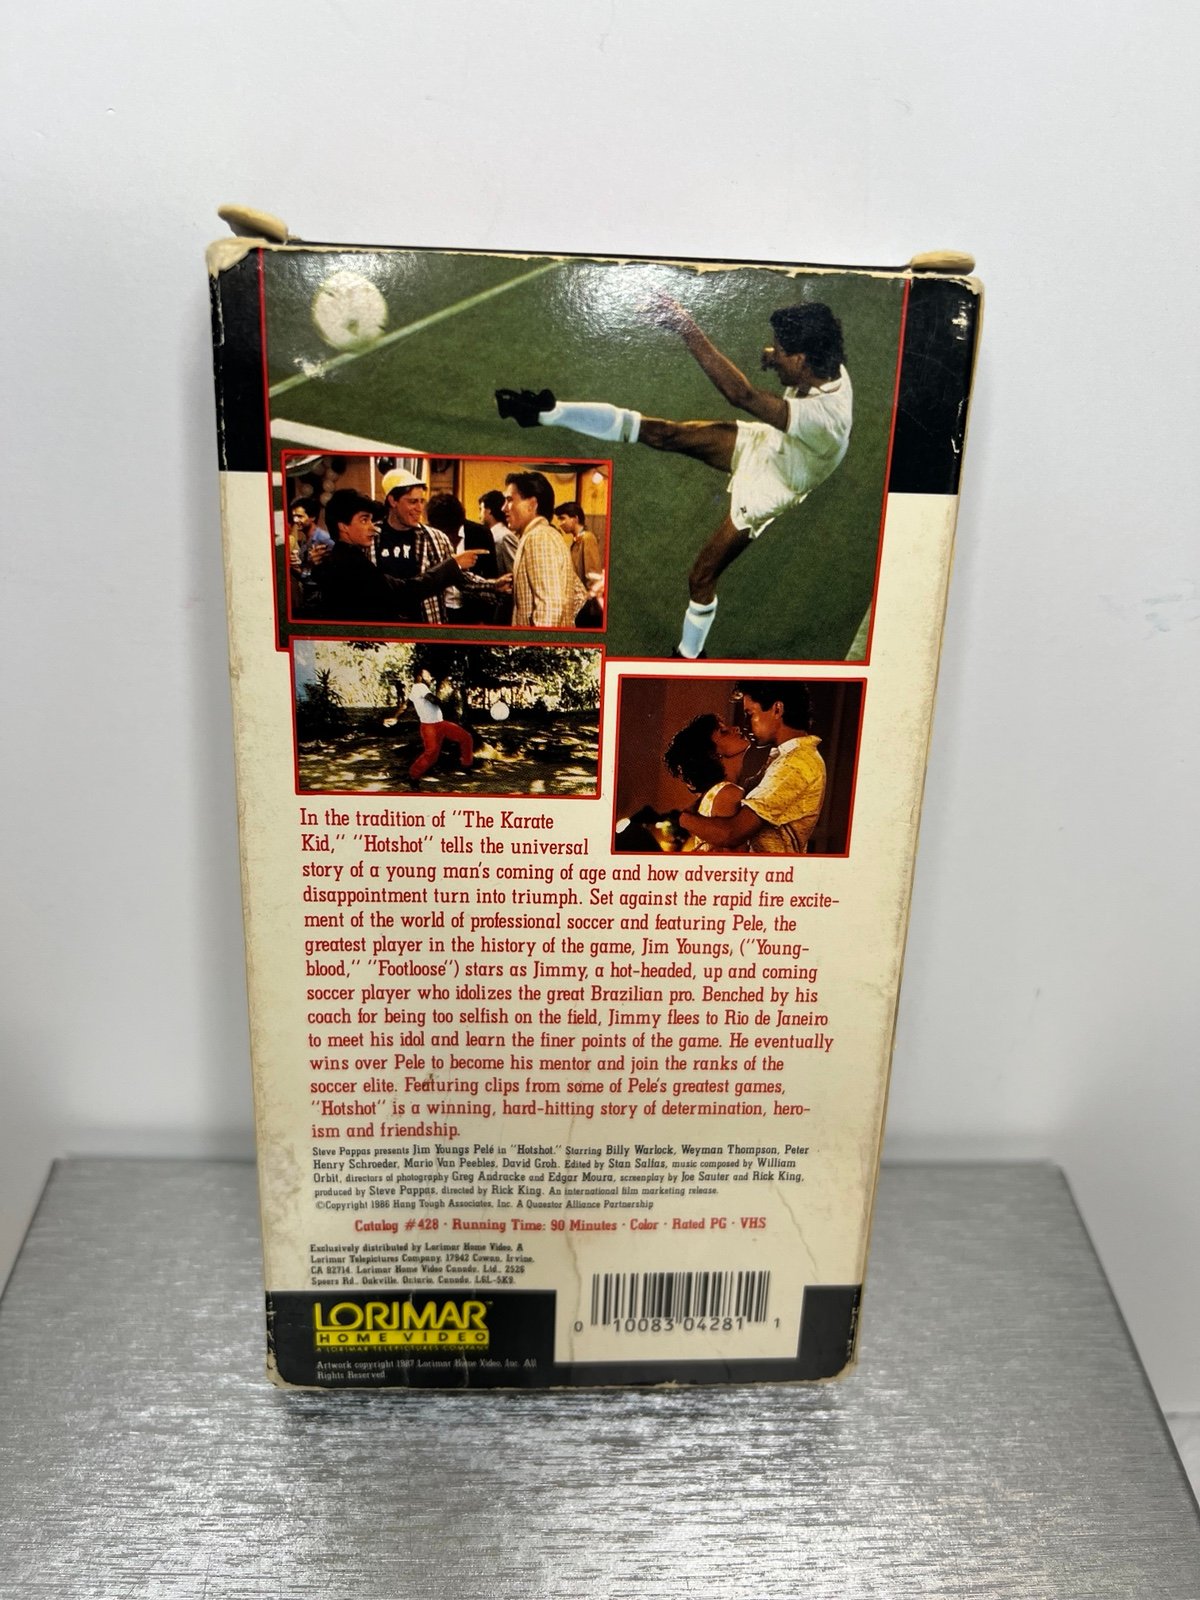 In the tradition of "The Karate
Kid," "Hotshot" tells the universal
story of a young man's coming of age and how adversity and
disappointment turn into triumph. Set against the rapid fire excite-
ment of the world of professional soccer and featuring Pele, the
greatest player in the history of the game, Jim Youngs, ("Young-
blood," "Footloose") stars as Jimmy, a hot-headed, up and coming
soccer player who idolizes the great Brazilian pro. Benched by his
coach for being too selfish on the field, Jimmy flees to Rio de Janeiro
to meet his idol and learn the finer points of the game. He eventually
wins over Pele to become his mentor and join the ranks of the
soccer elite. Featuring clips from some of Pele's greatest games,
"Hotshot" is a winning, hard-hitting story of determination, hero-
ism and friendship.
Steve Pappas presents Jim Youngs Pelé in "Hotshot." Starring Billy Warlock, Weyman Thompson, Peter
Henry Schroeder, Mario Van Peebles, David Groh. Edited by Stan Salfas, music composed by William
Orbit, directors of photography Greg Andracke and Edgar Moura, screenplay by Joe Sauter and Rick King,
produced by Steve Pappas, directed by Rick King. An international film marketing release.
©Copyright 1986 Hang Tough Associates, Inc. A Quaestor Alliance Partnership
Catalog #428 · Running Time: 90 Minutes · Color · Rated PG · VHS
Exclusively distributed by Lorimar Home Video, A
Lorimar Telepictures Company, 17942 Cowan, Irvine,
CA 92714. Lorimar Home Video Canada, Ltd., 2526
Speers Rd., Oakville, Ontario, Canada, L6L-5K9.
LORIMAR™
HOME VIDEO
A LORIMAR TELEPICTURES COMPANY
0 10083 04281 1
Artwork copyright 1987 Lorimar Home Video, Inc. All
Rights Reserved.